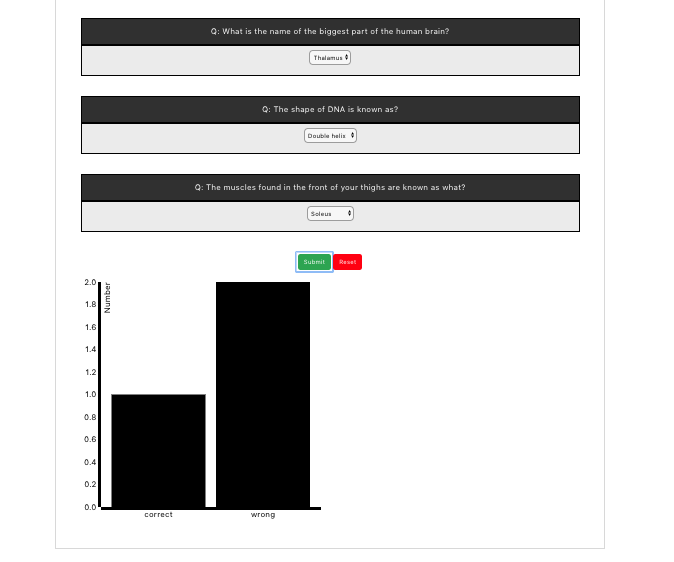 Q: What is the name of the biggest part of the human brain?
Thalamus
Q: The shape of DNA is known as?
Double helix
Q: The muscles found in the front of your thighs are known as what?
Soleus
Submit Reset
Number
2.0
1.8
1.6
1.4
1.2
1.0
0.8
0.6
0.4
0.2
0.0
correct wrong